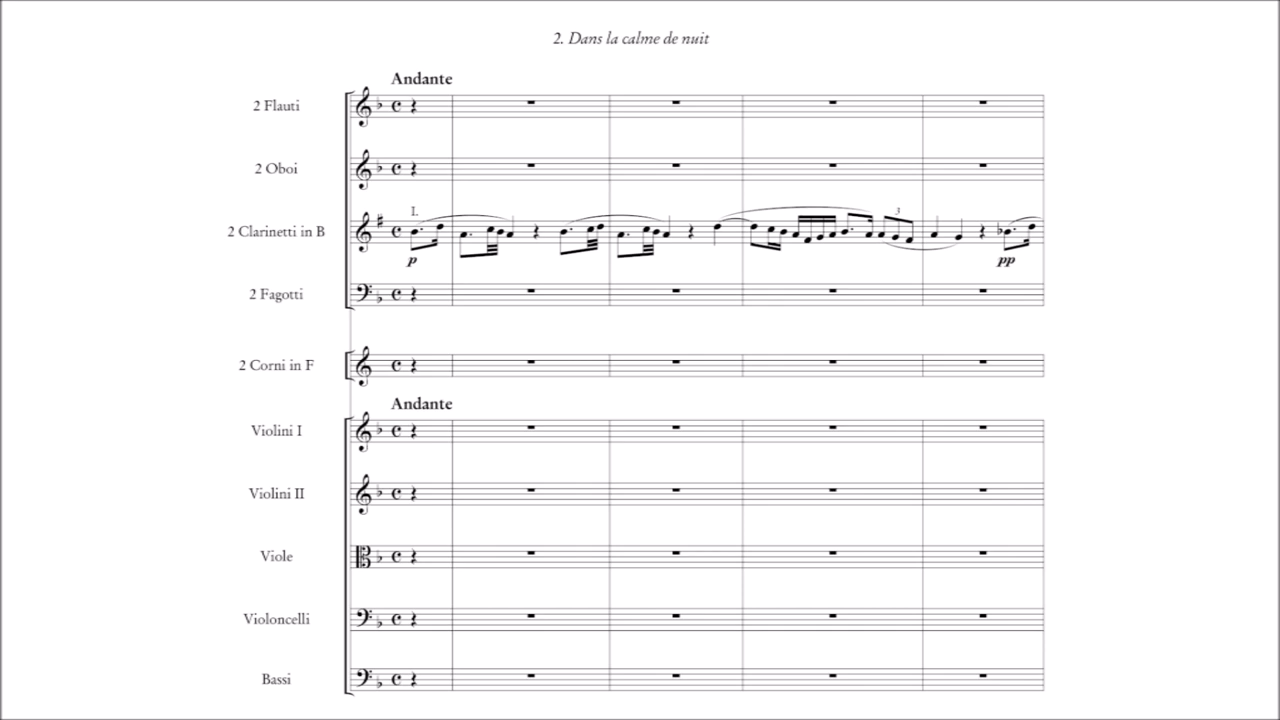 2. Dans la calme de nuit
Andante
2 Flauti
2 Oboi
I.
3
2 Clarinetti in B
p
pp
2 Fagotti
2 Corni in F
Andante
Violini I
Violini II
Viole
Violoncelli
Bassi